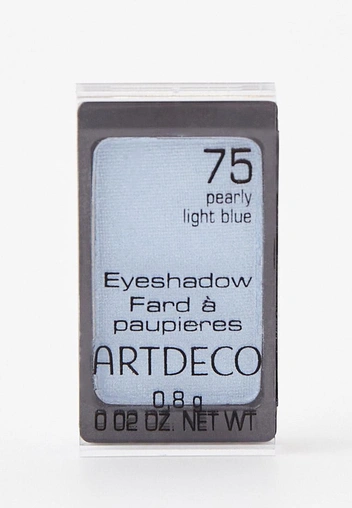 75
pearly
light blue
Eyeshadow
Fard à
paupieres
ARTDECO
0,8 g
0 02 OZ. NET WT